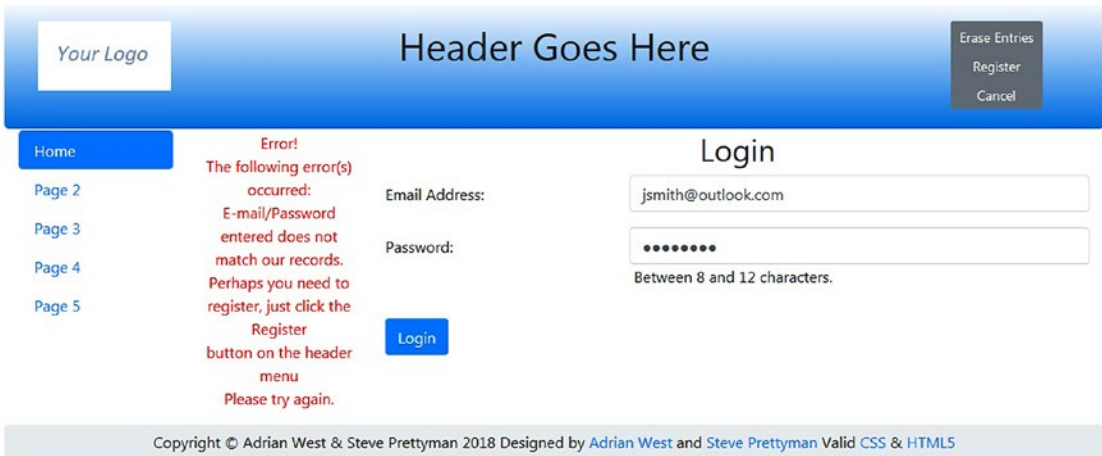 Your Logo
Header Goes Here
Erase Entries
Register
Cancel
Home
Page 2
Page 3
Page 4
Page 5
Error!
The following error(s)
occurred:
E-mail/Password
entered does not
match our records.
Perhaps you need to
register, just click the
Register
button on the header
menu
Please try again.
Login
Email Address:
jsmith@outlook.com
Password:
●●●●●●●●
Between 8 and 12 characters.
Login
Copyright © Adrian West & Steve Prettyman 2018 Designed by Adrian West and Steve Prettyman Valid CSS & HTML5